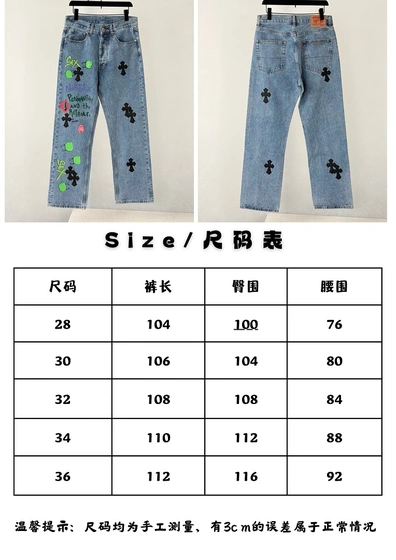 Size/尺码表
尺码 裤长 臀围 腰围
28 104 100 76
30 106 104 80
32 108 108 84
34 110 112 88
36 112 116 92
温馨提示：尺码均为手工测量、有3cm的误差属于正常情况